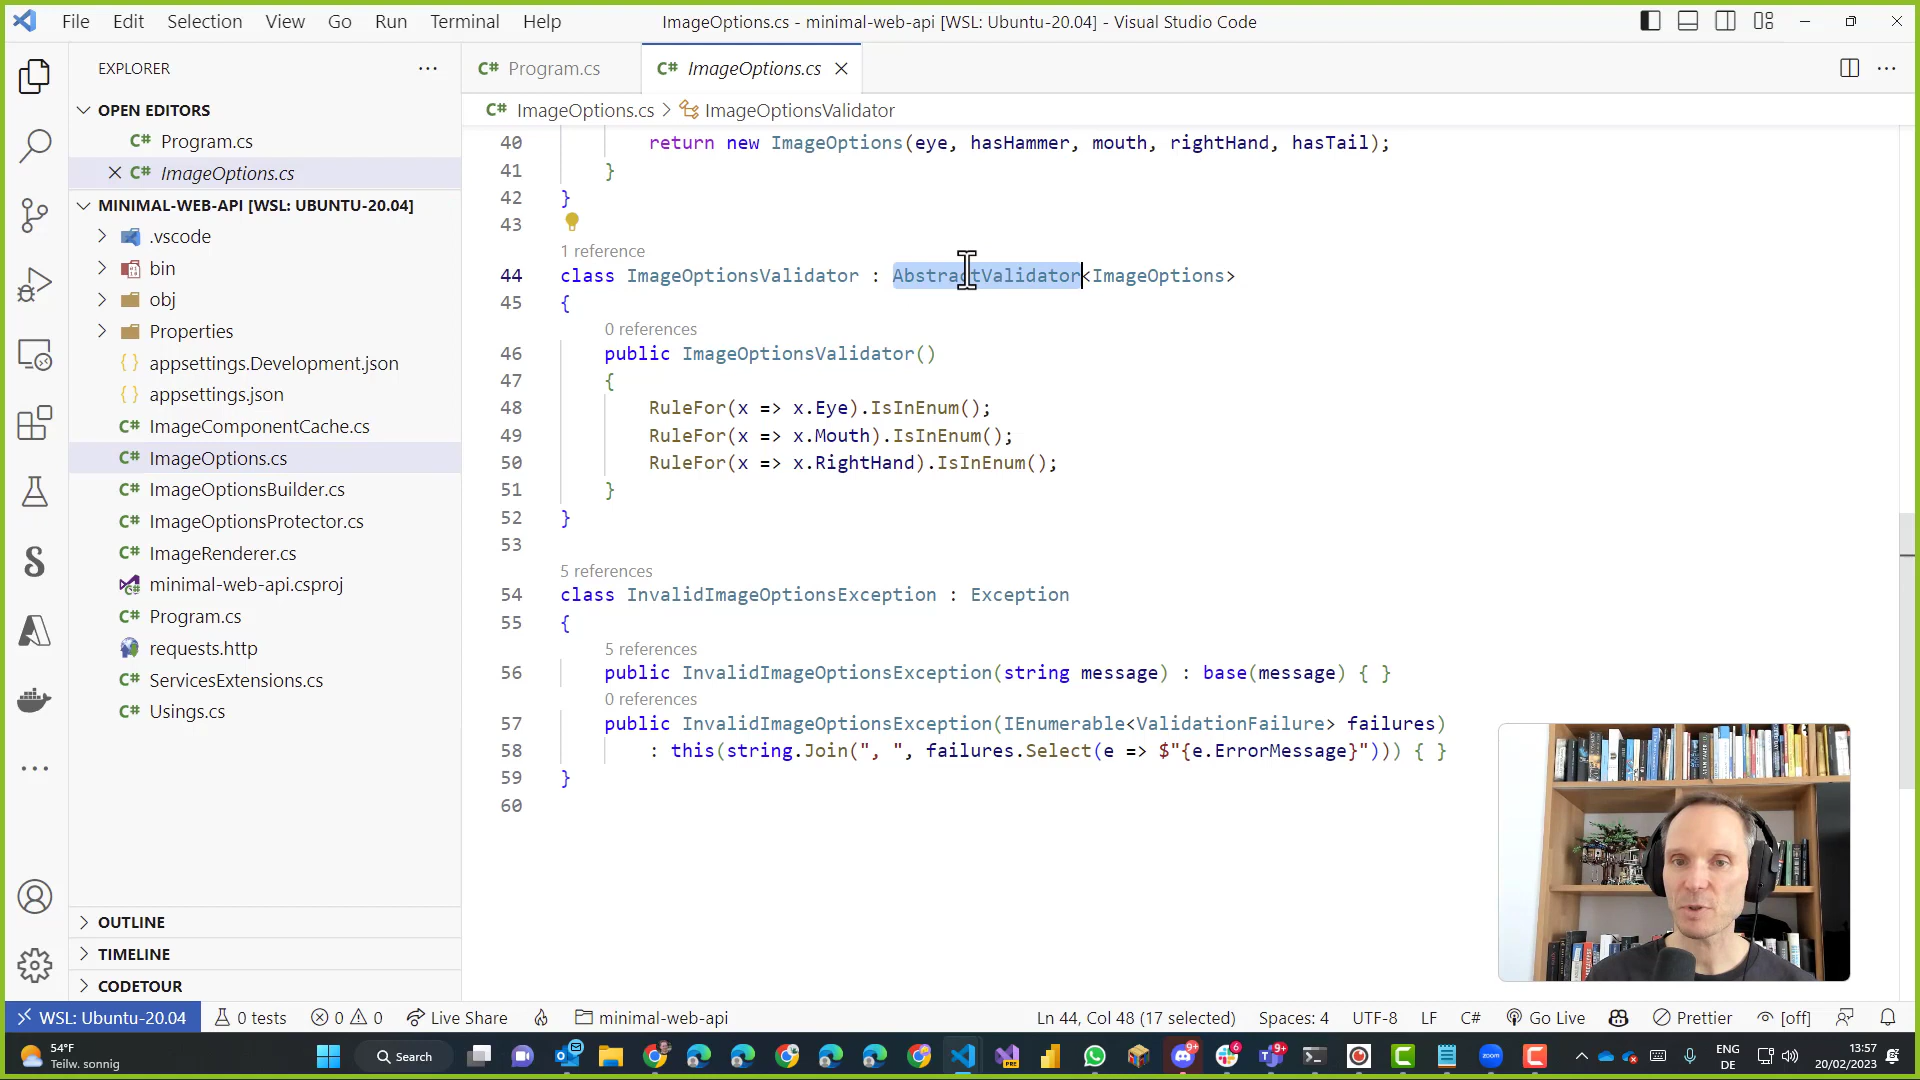 File Edit Selection View Go Run Terminal Help
ImageOptions.cs - minimal-web-api [WSL: Ubuntu-20.04] - Visual Studio Code
EXPLORER
OPEN EDITORS
C# Program.cs
C# ImageOptions.cs
MINIMAL-WEB-API [WSL: UBUNTU-20.04]
.vscode
bin
obj
Properties
{} appsettings.Development.json
{} appsettings.json
C# ImageComponentCache.cs
C# ImageOptions.cs
C# ImageOptionsBuilder.cs
C# ImageOptionsProtector.cs
C# ImageRenderer.cs
minimal-web-api.csproj
C# Program.cs
requests.http
C# ServicesExtensions.cs
C# Usings.cs
OUTLINE
TIMELINE
CODETOUR
C# Program.cs
C# ImageOptions.cs
C# ImageOptions.cs > ImageOptionsValidator
40 return new ImageOptions(eye, hasHammer, mouth, rightHand, hasTail);
41 }
42 }
43
1 reference
44 class ImageOptionsValidator : AbstractValidator<ImageOptions>
45 {
0 references
46 public ImageOptionsValidator()
47 {
48 RuleFor(x => x.Eye).IsInEnum();
49 RuleFor(x => x.Mouth).IsInEnum();
50 RuleFor(x => x.RightHand).IsInEnum();
51 }
52 }
53
5 references
54 class InvalidImageOptionsException : Exception
55 {
5 references
56 public InvalidImageOptionsException(string message) : base(message) { }
0 references
57 public InvalidImageOptionsException(IEnumerable<ValidationFailure> failures)
58 : this(string.Join(", ", failures.Select(e => $"{e.ErrorMessage}"))) { }
59 }
60
WSL: Ubuntu-20.04 0 tests 0 0 Live Share minimal-web-api Ln 44, Col 48 (17 selected) Spaces: 4 UTF-8 LF C# Go Live Prettier [off]
54°F
Teilw. sonnig
Search
PRE
9+
6
9+
zoom
ENG
DE
13:57
20/02/2023